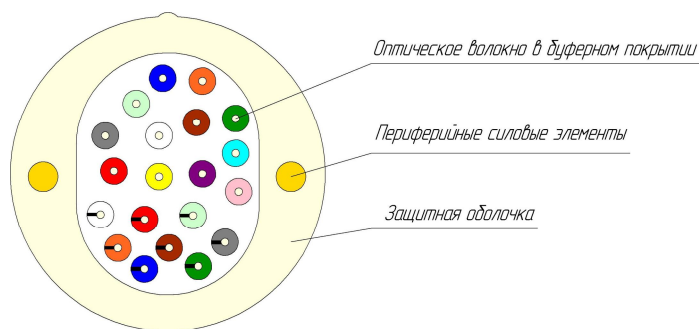 Оптическое волокно в буферном покрытии
Периферийные силовые элементы
Защитная оболочка